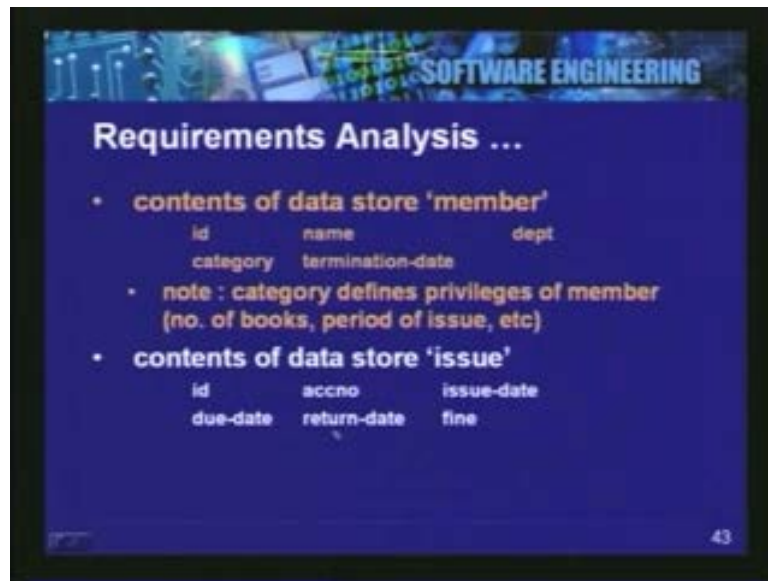 SOFTWARE ENGINEERING
Requirements Analysis ...
• contents of data store 'member'
id name dept
category termination-date
• note : category defines privileges of member
(no. of books, period of issue, etc)
• contents of data store 'issue'
id accno issue-date
due-date return-date fine
43